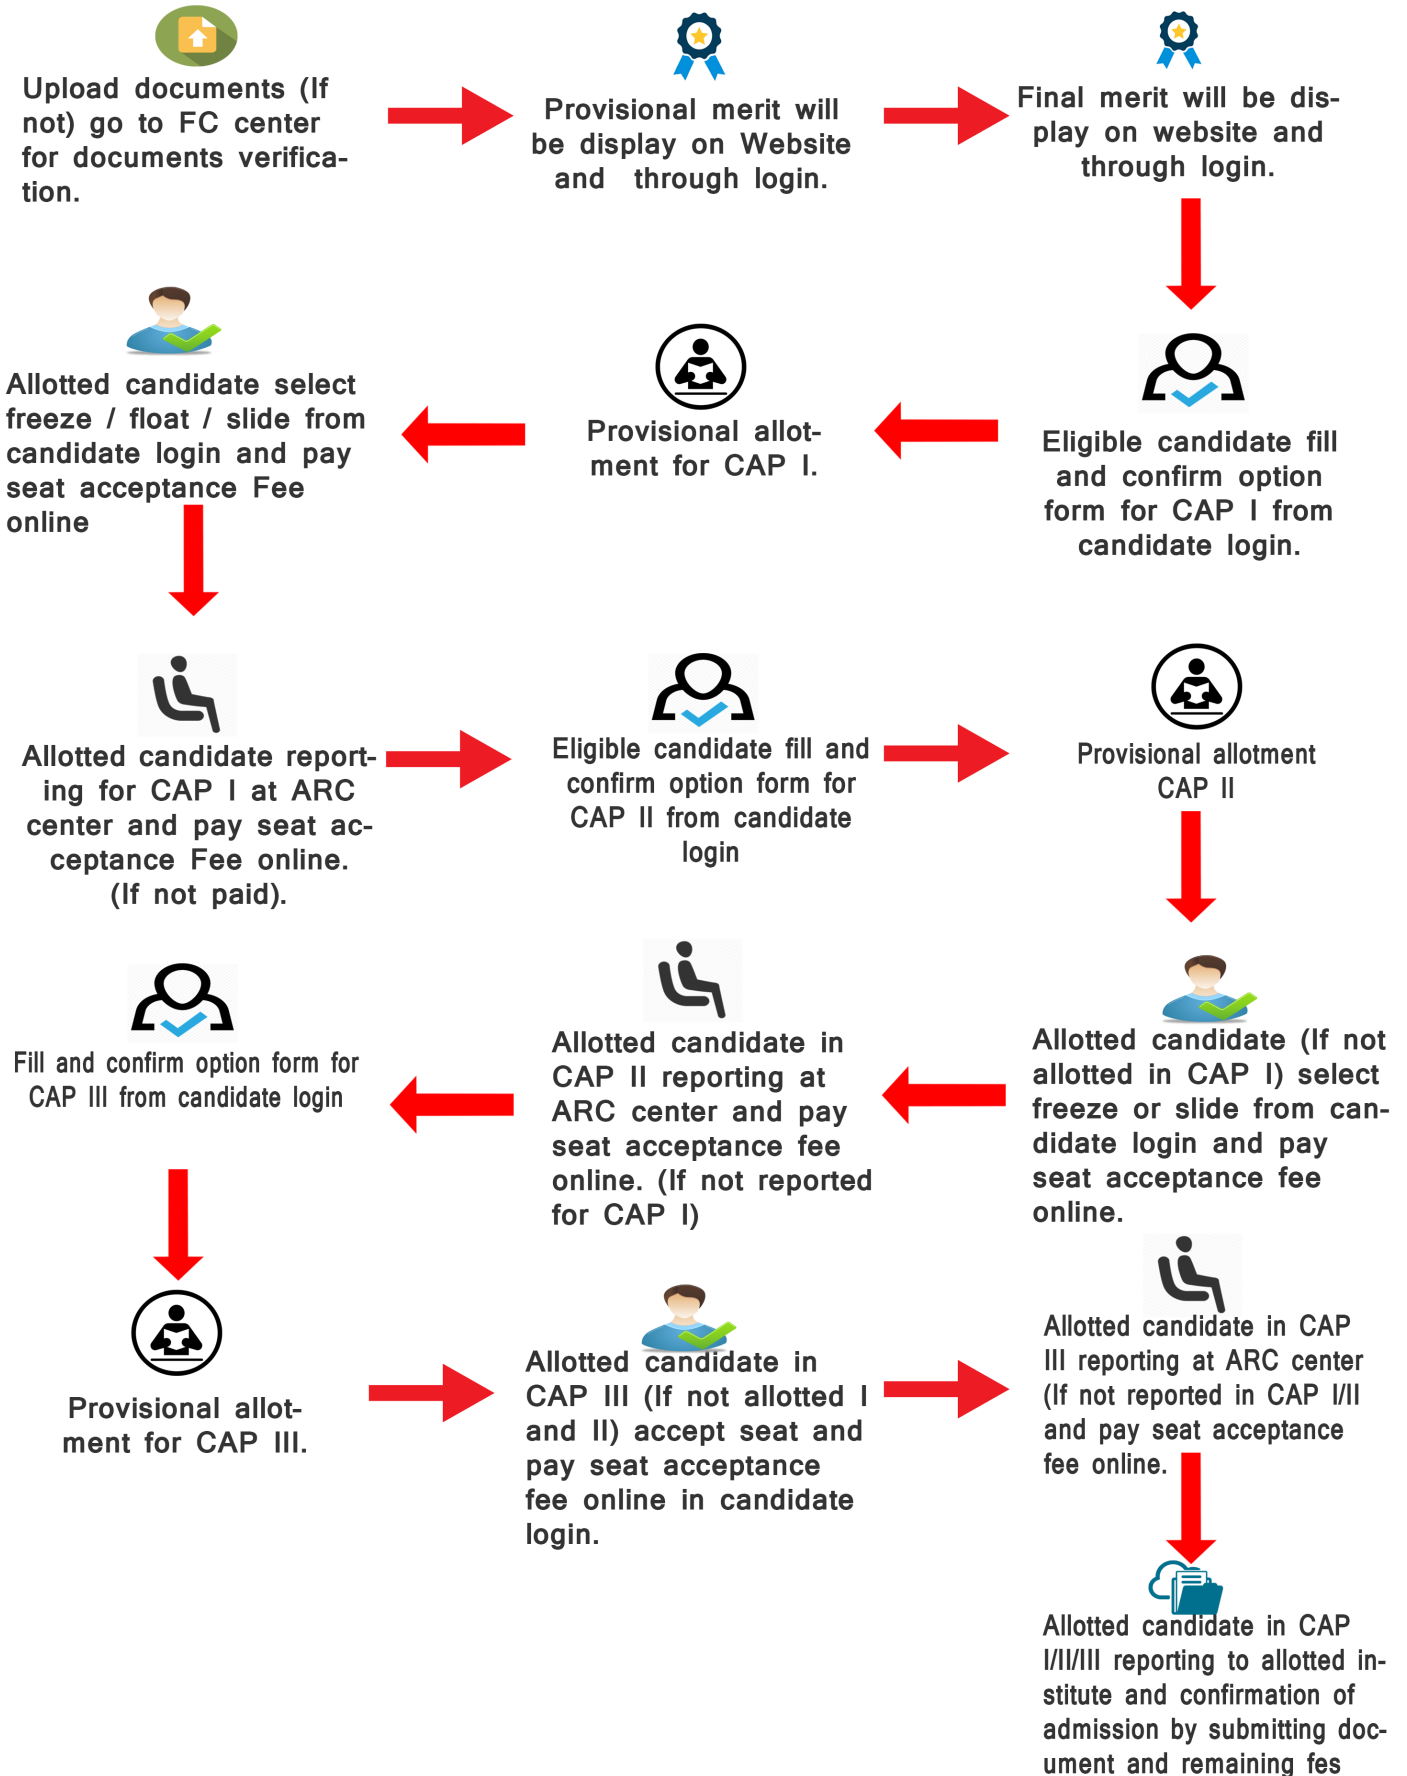 Upload documents (If
not) go to FC center
for documents verifica-
tion.
Provisional merit will
be display on Website
and through login.
Final merit will be dis-
play on website and
through login.
Eligible candidate fill
and confirm option
form for CAP I from
candidate login.
Provisional allot-
ment for CAP I.
Allotted candidate select
freeze / float / slide from
candidate login and pay
seat acceptance Fee
online
Allotted candidate report-
ing for CAP I at ARC
center and pay seat ac-
ceptance Fee online.
(If not paid).
Eligible candidate fill and
confirm option form for
CAP II from candidate
login
Provisional allotment
CAP II
Allotted candidate (If not
allotted in CAP I) select
freeze or slide from can-
didate login and pay
seat acceptance fee
online.
Allotted candidate in
CAP II reporting at
ARC center and pay
seat acceptance fee
online. (If not reported
for CAP I)
Fill and confirm option form for
CAP III from candidate login
Provisional allot-
ment for CAP III.
Allotted candidate in
CAP III (If not allotted I
and II) accept seat and
pay seat acceptance
fee online in candidate
login.
Allotted candidate in CAP
III reporting at ARC center
(If not reported in CAP I/II
and pay seat acceptance
fee online.
Allotted candidate in CAP
I/II/III reporting to allotted in-
stitute and confirmation of
admission by submitting doc-
ument and remaining fes